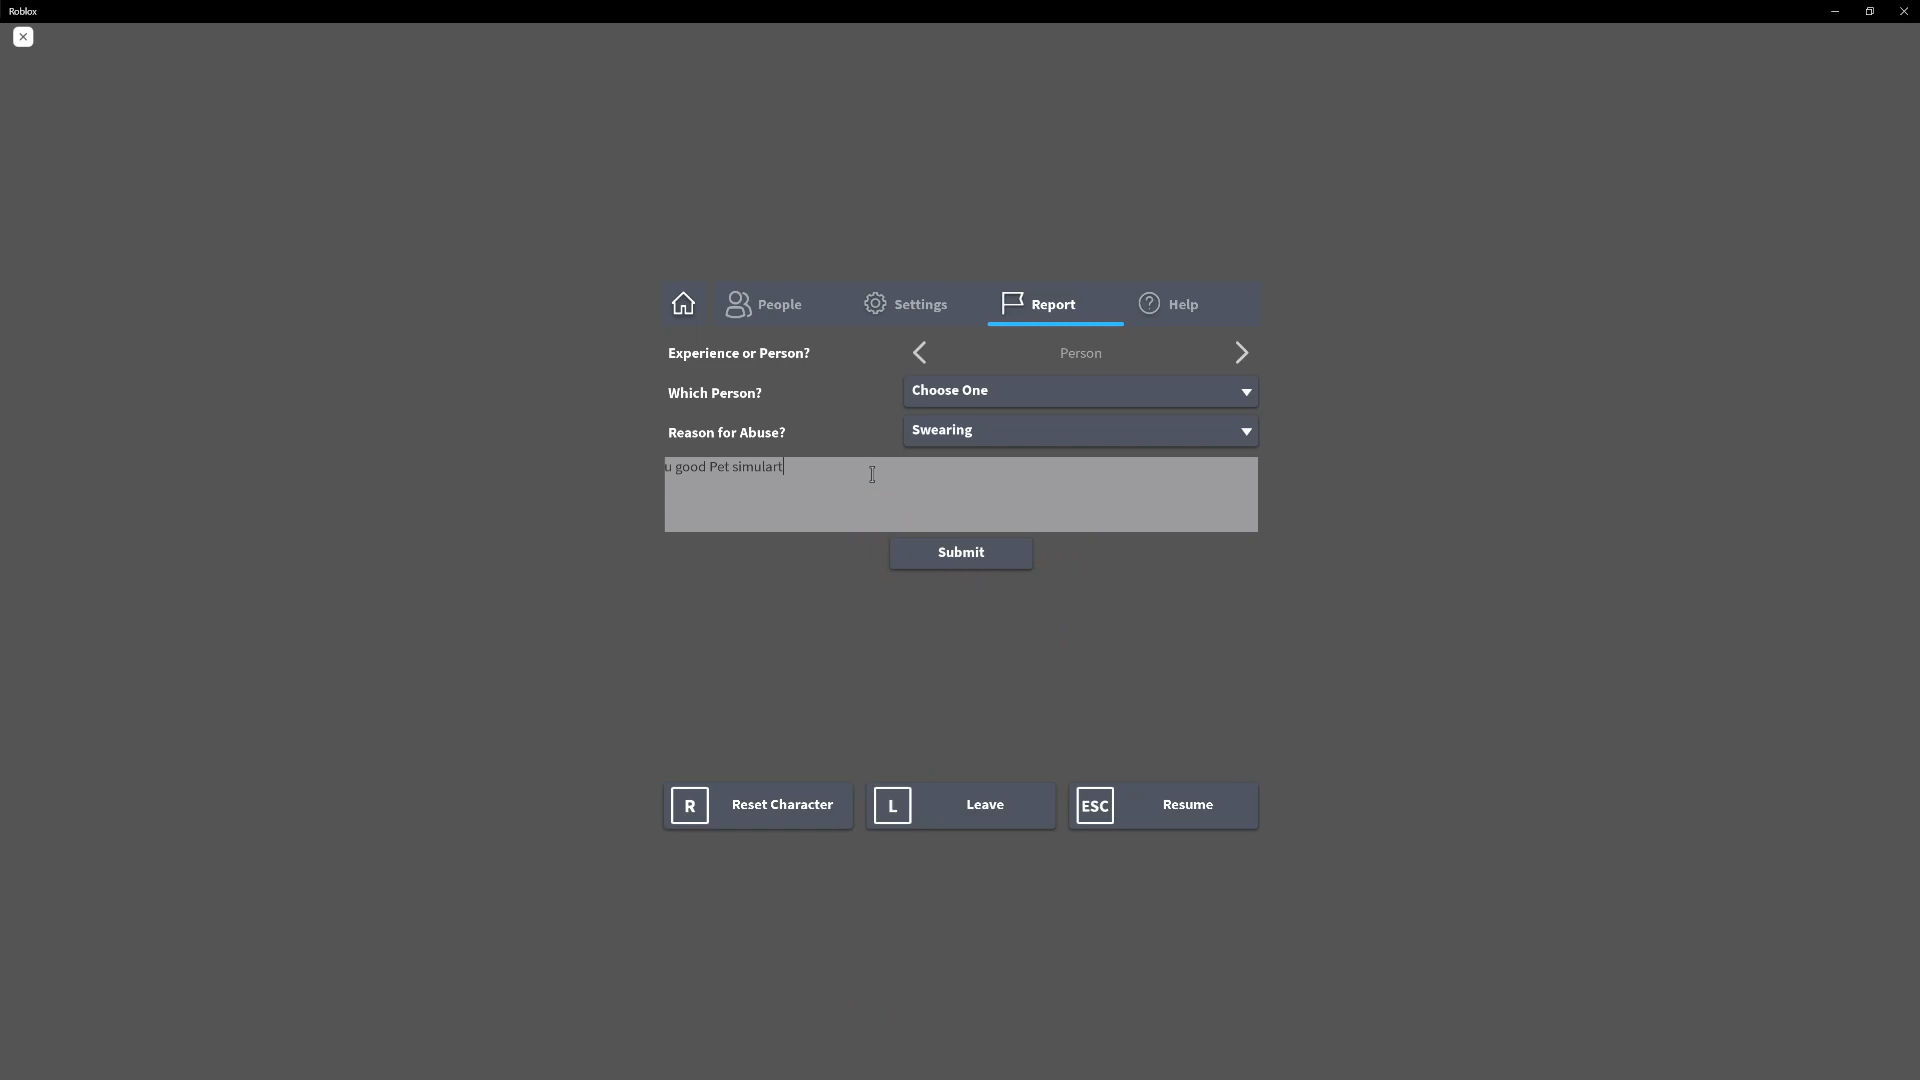 Roblox
People
Settings
Report
Help
Experience or Person?
Person
Which Person?
Choose One
Reason for Abuse?
Swearing
u good Pet simulart
Submit
R Reset Character
L Leave
ESC Resume